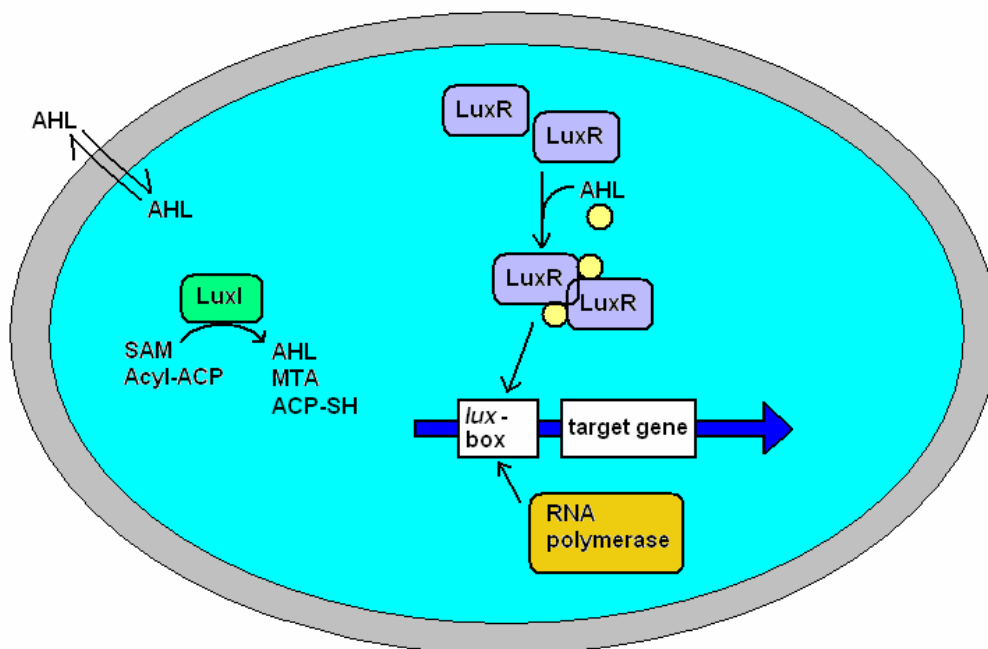 LuxR
LuxR
AHL
AHL
AHL
LuxR
LuxR
LuxI
SAM
Acyl-ACP
AHL
MTA
ACP-SH
lux-
box
target gene
RNA
polymerase